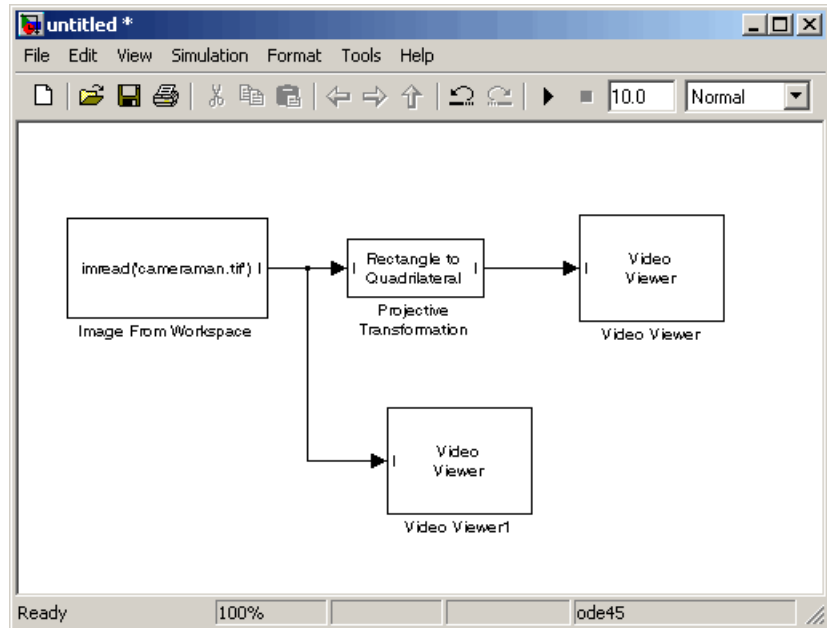 untitled *
File Edit View Simulation Format Tools Help
10.0 Normal
imread('cameraman.tif') I
Image From Workspace
I Rectangle to Quadrilateral I
Projective
Transformation
I Video
Viewer
Video Viewer
I Video
Viewer
Video Viewer1
Ready 100% ode45